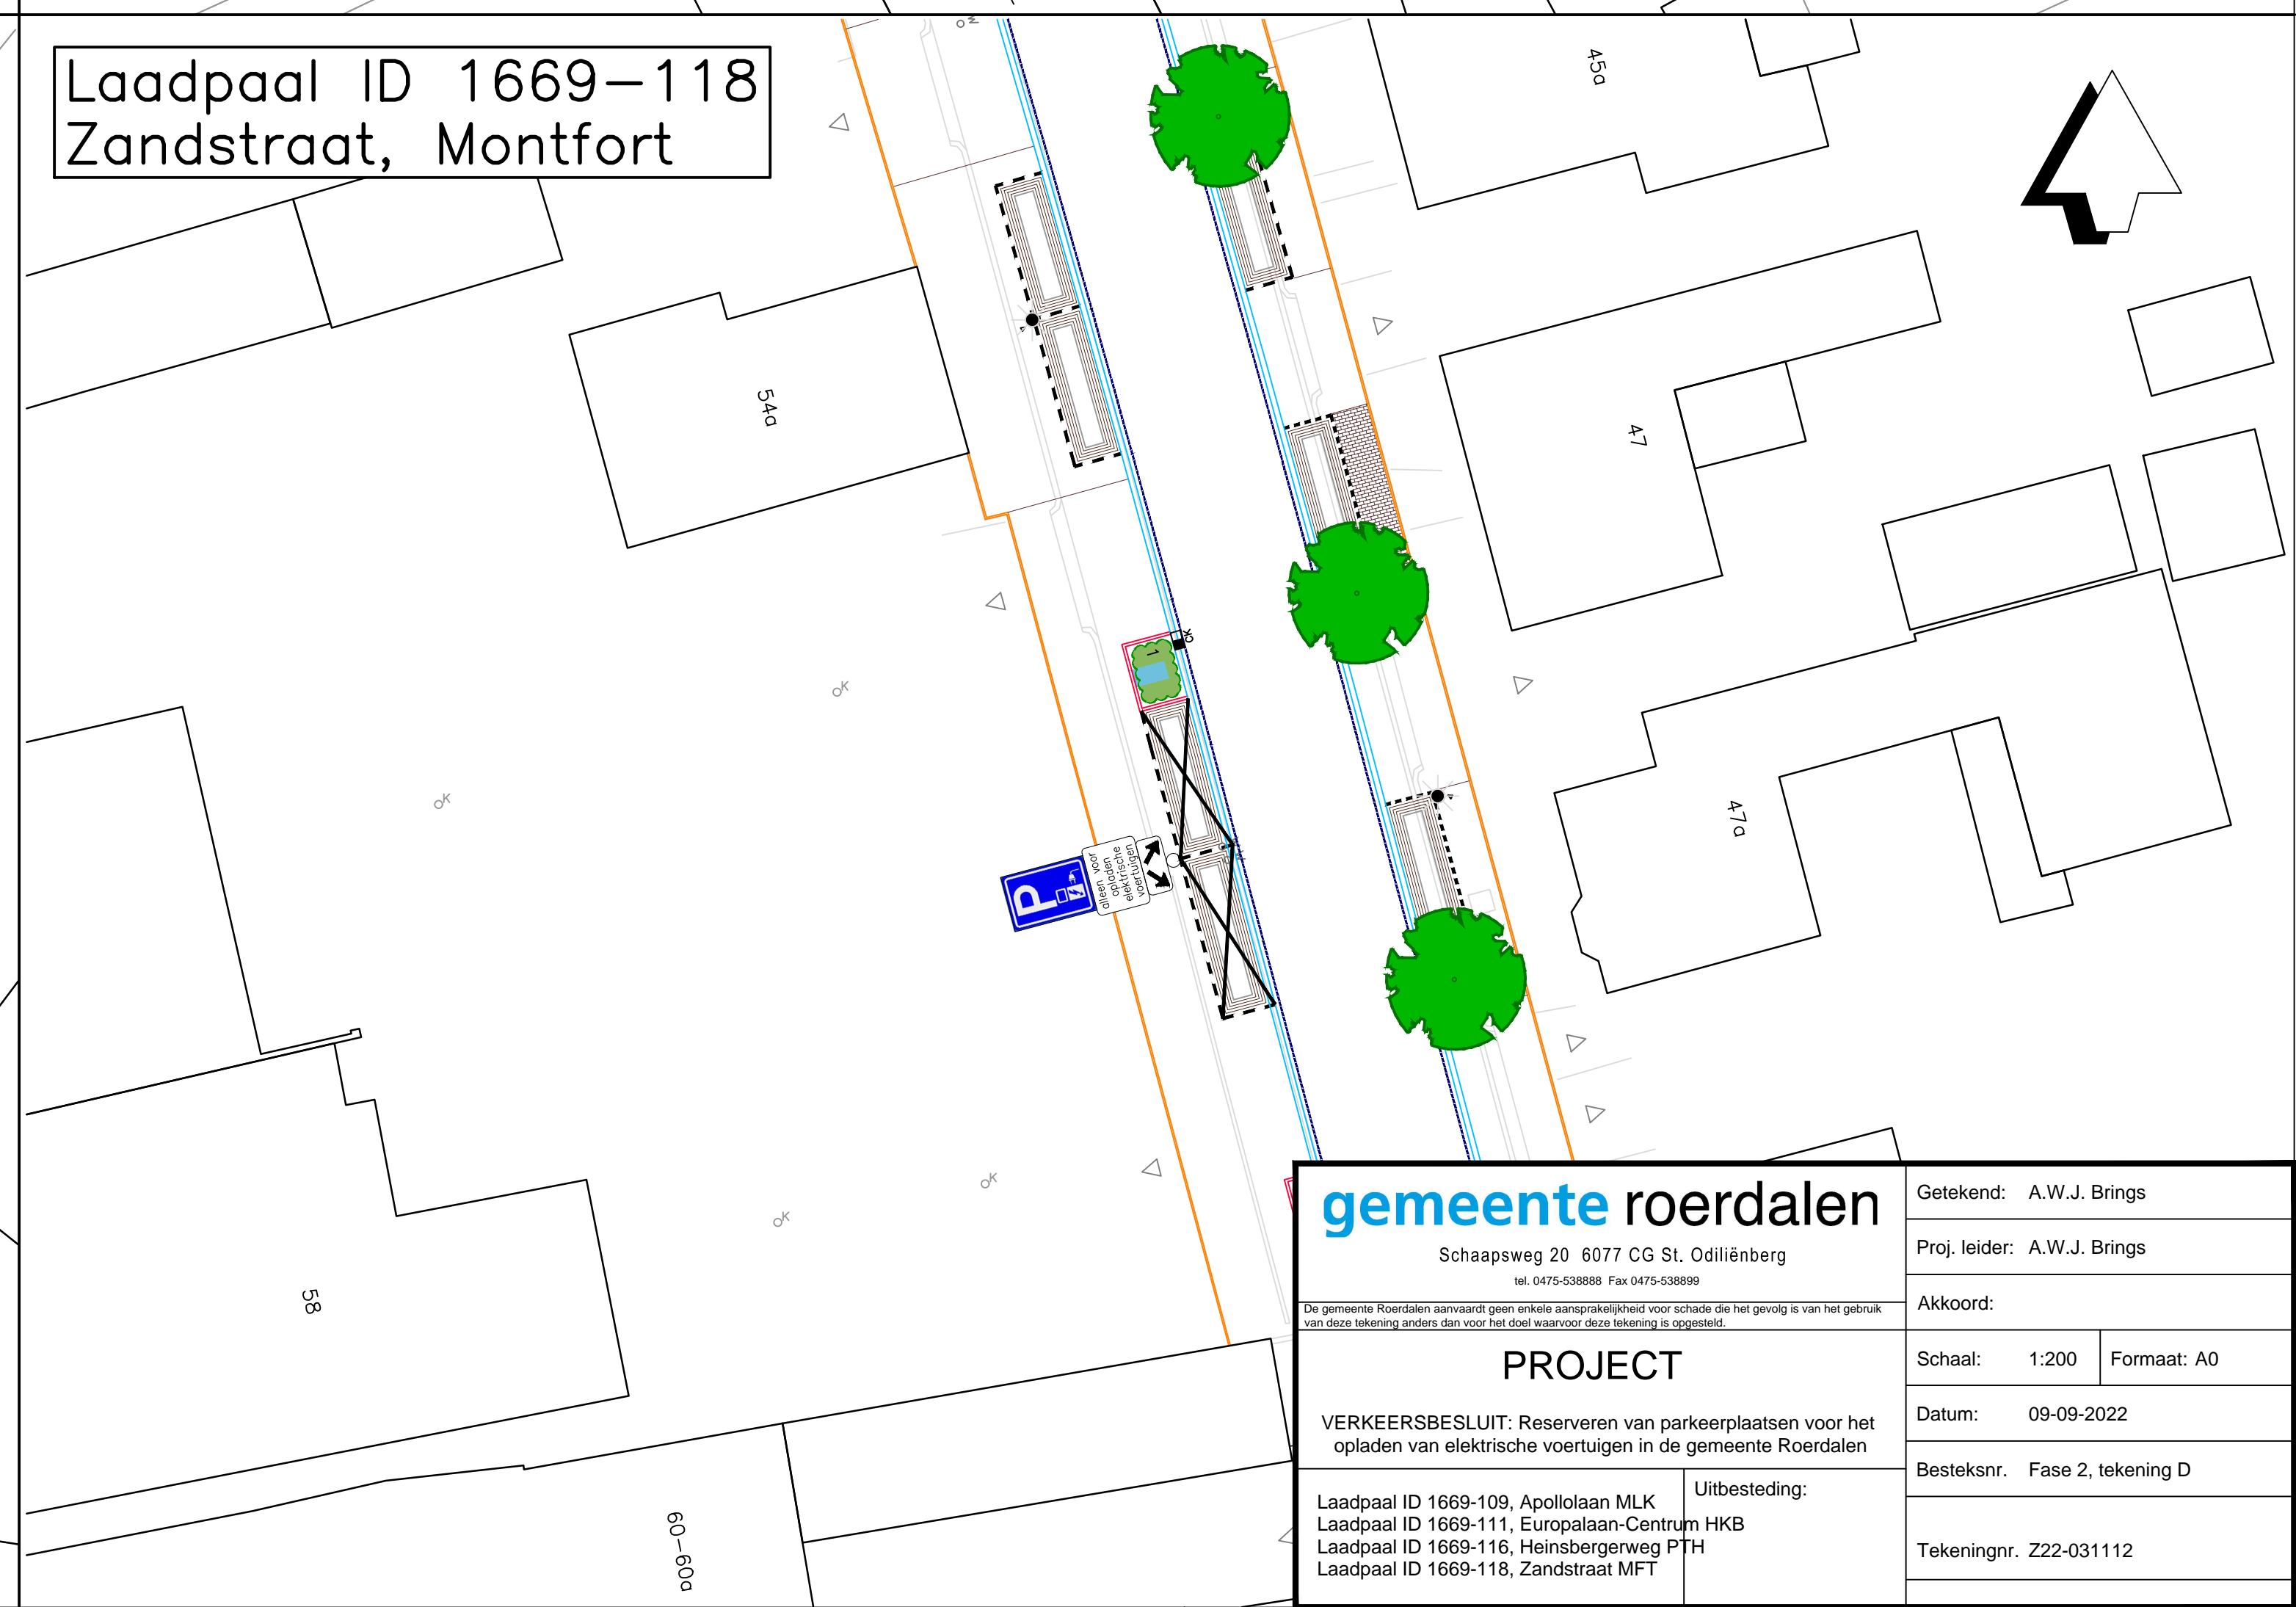 Laadpaal ID 1669-118
Zandstraat, Montfort
45a
54a
47
47a
K
1
P
alleen voor
opladen
elektrische
voertuigen
K
K
K
K
58
60-60a
gemeente roerdalen
Schaapsweg 20 6077 CG St. Odiliënberg
tel. 0475-538888 Fax 0475-538899
De gemeente Roerdalen aanvaardt geen enkele aansprakelijkheid voor schade die het gevolg is van het gebruik
van deze tekening anders dan voor het doel waarvoor deze tekening is opgesteld.
PROJECT
VERKEERSBESLUIT: Reserveren van parkeerplaatsen voor het
opladen van elektrische voertuigen in de gemeente Roerdalen
Laadpaal ID 1669-109, Apollolaan MLK
Laadpaal ID 1669-111, Europalaan-Centrum HKB
Laadpaal ID 1669-116, Heinsbergerweg PTH
Laadpaal ID 1669-118, Zandstraat MFT
Uitbesteding:
Getekend: A.W.J. Brings
Proj. leider: A.W.J. Brings
Akkoord:
Schaal: 1:200 Formaat: A0
Datum: 09-09-2022
Besteksnr. Fase 2, tekening D
Tekeningnr. Z22-031112